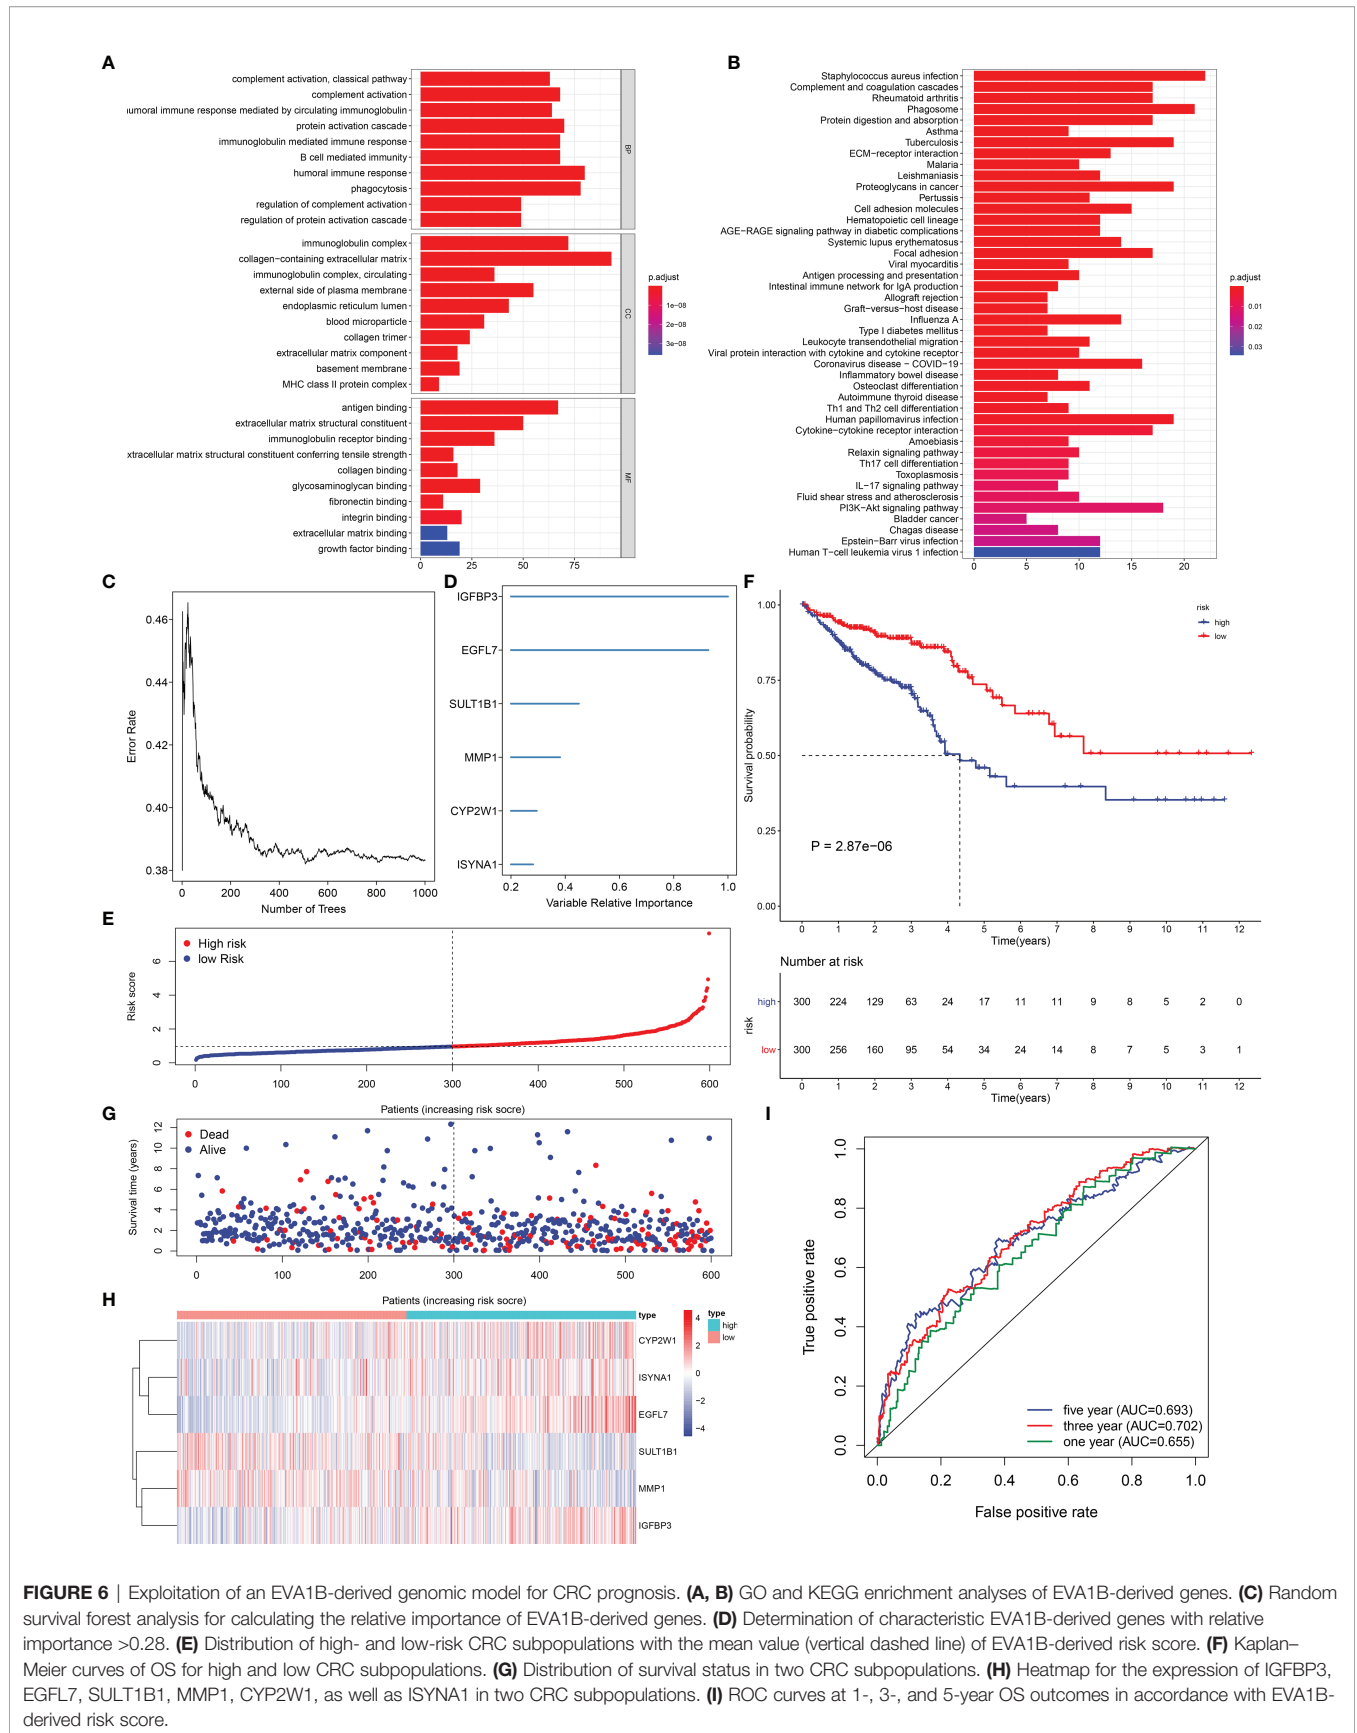 A
complement activation, classical pathway
complement activation
umoral immune response mediated by circulating immunoglobulin
protein activation cascade
immunoglobulin mediated immune response
B cell mediated immunity
humoral immune response
phagocytosis
regulation of complement activation
regulation of protein activation cascade
BP
immunoglobulin complex
collagen−containing extracellular matrix
immunoglobulin complex, circulating
external side of plasma membrane
endoplasmic reticulum lumen
blood microparticle
collagen trimer
extracellular matrix component
basement membrane
MHC class II protein complex
CC
antigen binding
extracellular matrix structural constituent
immunoglobulin receptor binding
xtracellular matrix structural constituent conferring tensile strength
collagen binding
glycosaminoglycan binding
fibronectin binding
integrin binding
extracellular matrix binding
growth factor binding
MF
0 25 50 75
p.adjust
1e−08
2e−08
3e−08
B
Staphylococcus aureus infection
Complement and coagulation cascades
Rheumatoid arthritis
Phagosome
Protein digestion and absorption
Asthma
Tuberculosis
ECM−receptor interaction
Malaria
Leishmaniasis
Proteoglycans in cancer
Pertussis
Cell adhesion molecules
Hematopoietic cell lineage
AGE−RAGE signaling pathway in diabetic complications
Systemic lupus erythematosus
Focal adhesion
Viral myocarditis
Antigen processing and presentation
Intestinal immune network for IgA production
Allograft rejection
Graft−versus−host disease
Influenza A
Type I diabetes mellitus
Leukocyte transendothelial migration
Viral protein interaction with cytokine and cytokine receptor
Coronavirus disease − COVID−19
Inflammatory bowel disease
Osteoclast differentiation
Autoimmune thyroid disease
Th1 and Th2 cell differentiation
Human papillomavirus infection
Cytokine−cytokine receptor interaction
Amoebiasis
Relaxin signaling pathway
Th17 cell differentiation
Toxoplasmosis
IL−17 signaling pathway
Fluid shear stress and atherosclerosis
PI3K−Akt signaling pathway
Bladder cancer
Chagas disease
Epstein−Barr virus infection
Human T−cell leukemia virus 1 infection
0 5 10 15 20
p.adjust
0.01
0.02
0.03
C
Error Rate
0.46
0.44
0.42
0.40
0.38
0 200 400 600 800 1000
Number of Trees
D
IGFBP3
EGFL7
SULT1B1
MMP1
CYP2W1
ISYNA1
0.2 0.4 0.6 0.8 1.0
Variable Relative Importance
E
High risk
low Risk
Risk score
6
4
2
0
0 100 200 300 400 500 600
Patients (increasing risk socre)
F
Survival probability
1.00
0.75
0.50
0.25
0.00
risk
high
low
P = 2.87e−06
0 1 2 3 4 5 6 7 8 9 10 11 12
Time(years)
Number at risk
risk
high 300 224 129 63 24 17 11 11 9 8 5 2 0
low 300 256 160 95 54 34 24 14 8 7 5 3 1
0 1 2 3 4 5 6 7 8 9 10 11 12
Time(years)
G
Dead
Alive
Survival time (years)
12
10
8
6
4
2
0
0 100 200 300 400 500 600
Patients (increasing risk socre)
H
type
CYP2W1
ISYNA1
EGFL7
SULT1B1
MMP1
IGFBP3
4
2
0
−2
−4
type
high
low
I
True positive rate
1.0
0.8
0.6
0.4
0.2
0.0
five year (AUC=0.693)
three year (AUC=0.702)
one year (AUC=0.655)
0.0 0.2 0.4 0.6 0.8 1.0
False positive rate
FIGURE 6 | Exploitation of an EVA1B-derived genomic model for CRC prognosis. (A, B) GO and KEGG enrichment analyses of EVA1B-derived genes. (C) Random
survival forest analysis for calculating the relative importance of EVA1B-derived genes. (D) Determination of characteristic EVA1B-derived genes with relative
importance >0.28. (E) Distribution of high- and low-risk CRC subpopulations with the mean value (vertical dashed line) of EVA1B-derived risk score. (F) Kaplan–
Meier curves of OS for high and low CRC subpopulations. (G) Distribution of survival status in two CRC subpopulations. (H) Heatmap for the expression of IGFBP3,
EGFL7, SULT1B1, MMP1, CYP2W1, as well as ISYNA1 in two CRC subpopulations. (I) ROC curves at 1-, 3-, and 5-year OS outcomes in accordance with EVA1B-
derived risk score.